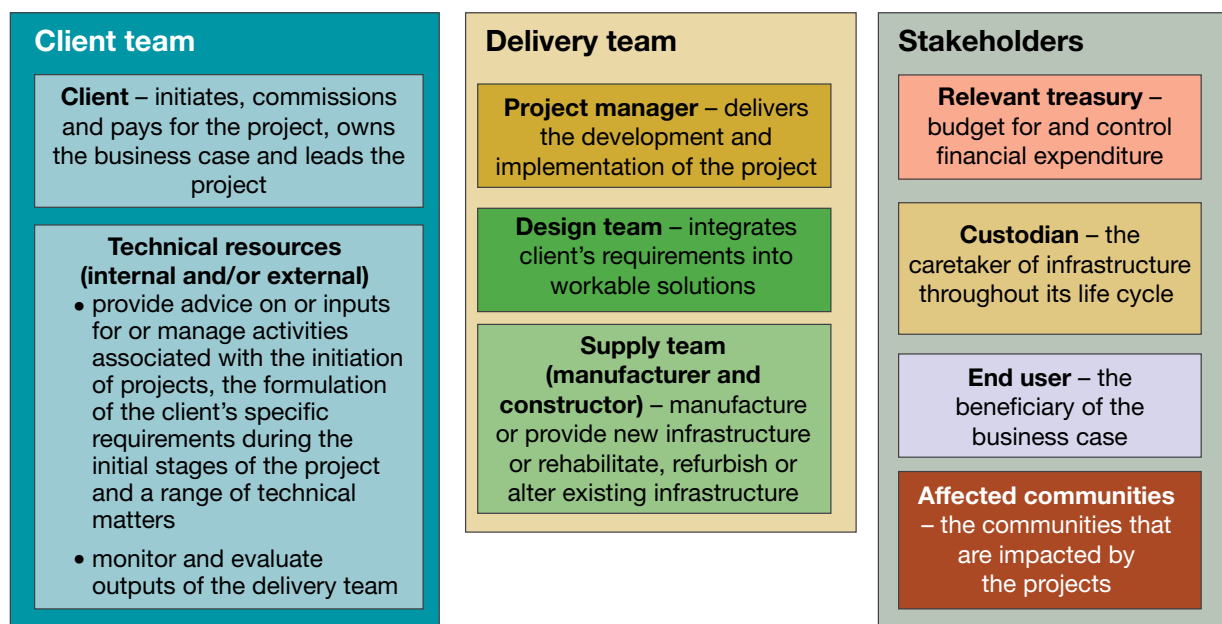 Client team
Client – initiates, commissions
and pays for the project, owns
the business case and leads the
project
Technical resources
(internal and/or external)
• provide advice on or inputs
for or manage activities
associated with the initiation
of projects, the formulation
of the client’s specific
requirements during the
initial stages of the project
and a range of technical
matters
• monitor and evaluate
outputs of the delivery team
Delivery team
Project manager – delivers
the development and
implementation of the project
Design team – integrates
client’s requirements into
workable solutions
Supply team
(manufacturer and
constructor) – manufacture
or provide new infrastructure
or rehabilitate, refurbish or
alter existing infrastructure
Stakeholders
Relevant treasury –
budget for and control
financial expenditure
Custodian – the
caretaker of infrastructure
throughout its life cycle
End user – the
beneficiary of the
business case
Affected communities
– the communities that
are impacted by
the projects